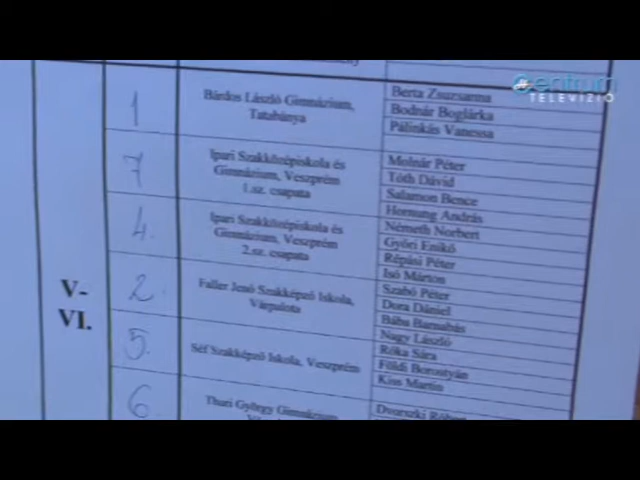 Centrum
TELEVÍZIÓ
V-
VI.
1
Bárdos László Gimnázium,
Tatabánya
Berta Zsuzsanna
Bodnár Boglárka
Pálinkás Vanessa
7
Ipari Szakközépiskola és
Gimnázium, Veszprém
1.sz. csapata
Molnár Péter
Tóth Dávid
Salamon Bence
4.
Ipari Szakközépiskola és
Gimnázium, Veszprém
2.sz. csapata
Hornung András
Németh Norbert
Győri Enikő
Répási Péter
2.
Faller Jenő Szakképző Iskola,
Várpalota
Isó Márton
Szabó Péter
Dora Dániel
Bába Barnabás
5.
Séf Szakképző Iskola, Veszprém
Nagy László
Róka Sára
Földi Borostyán
Kiss Martin
6.
Thuri György Gimnázium
Dvorszki Róbert